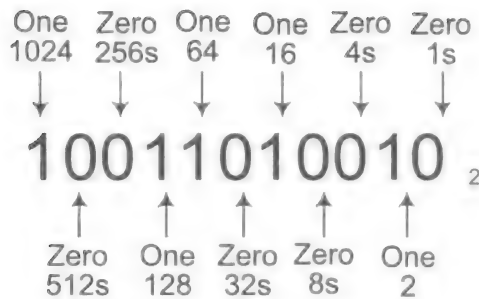 One Zero One One Zero Zero
1024 256s 64 16 4s 1s
10011010010 2
Zero One Zero Zero One
512s 128 32s 8s 2